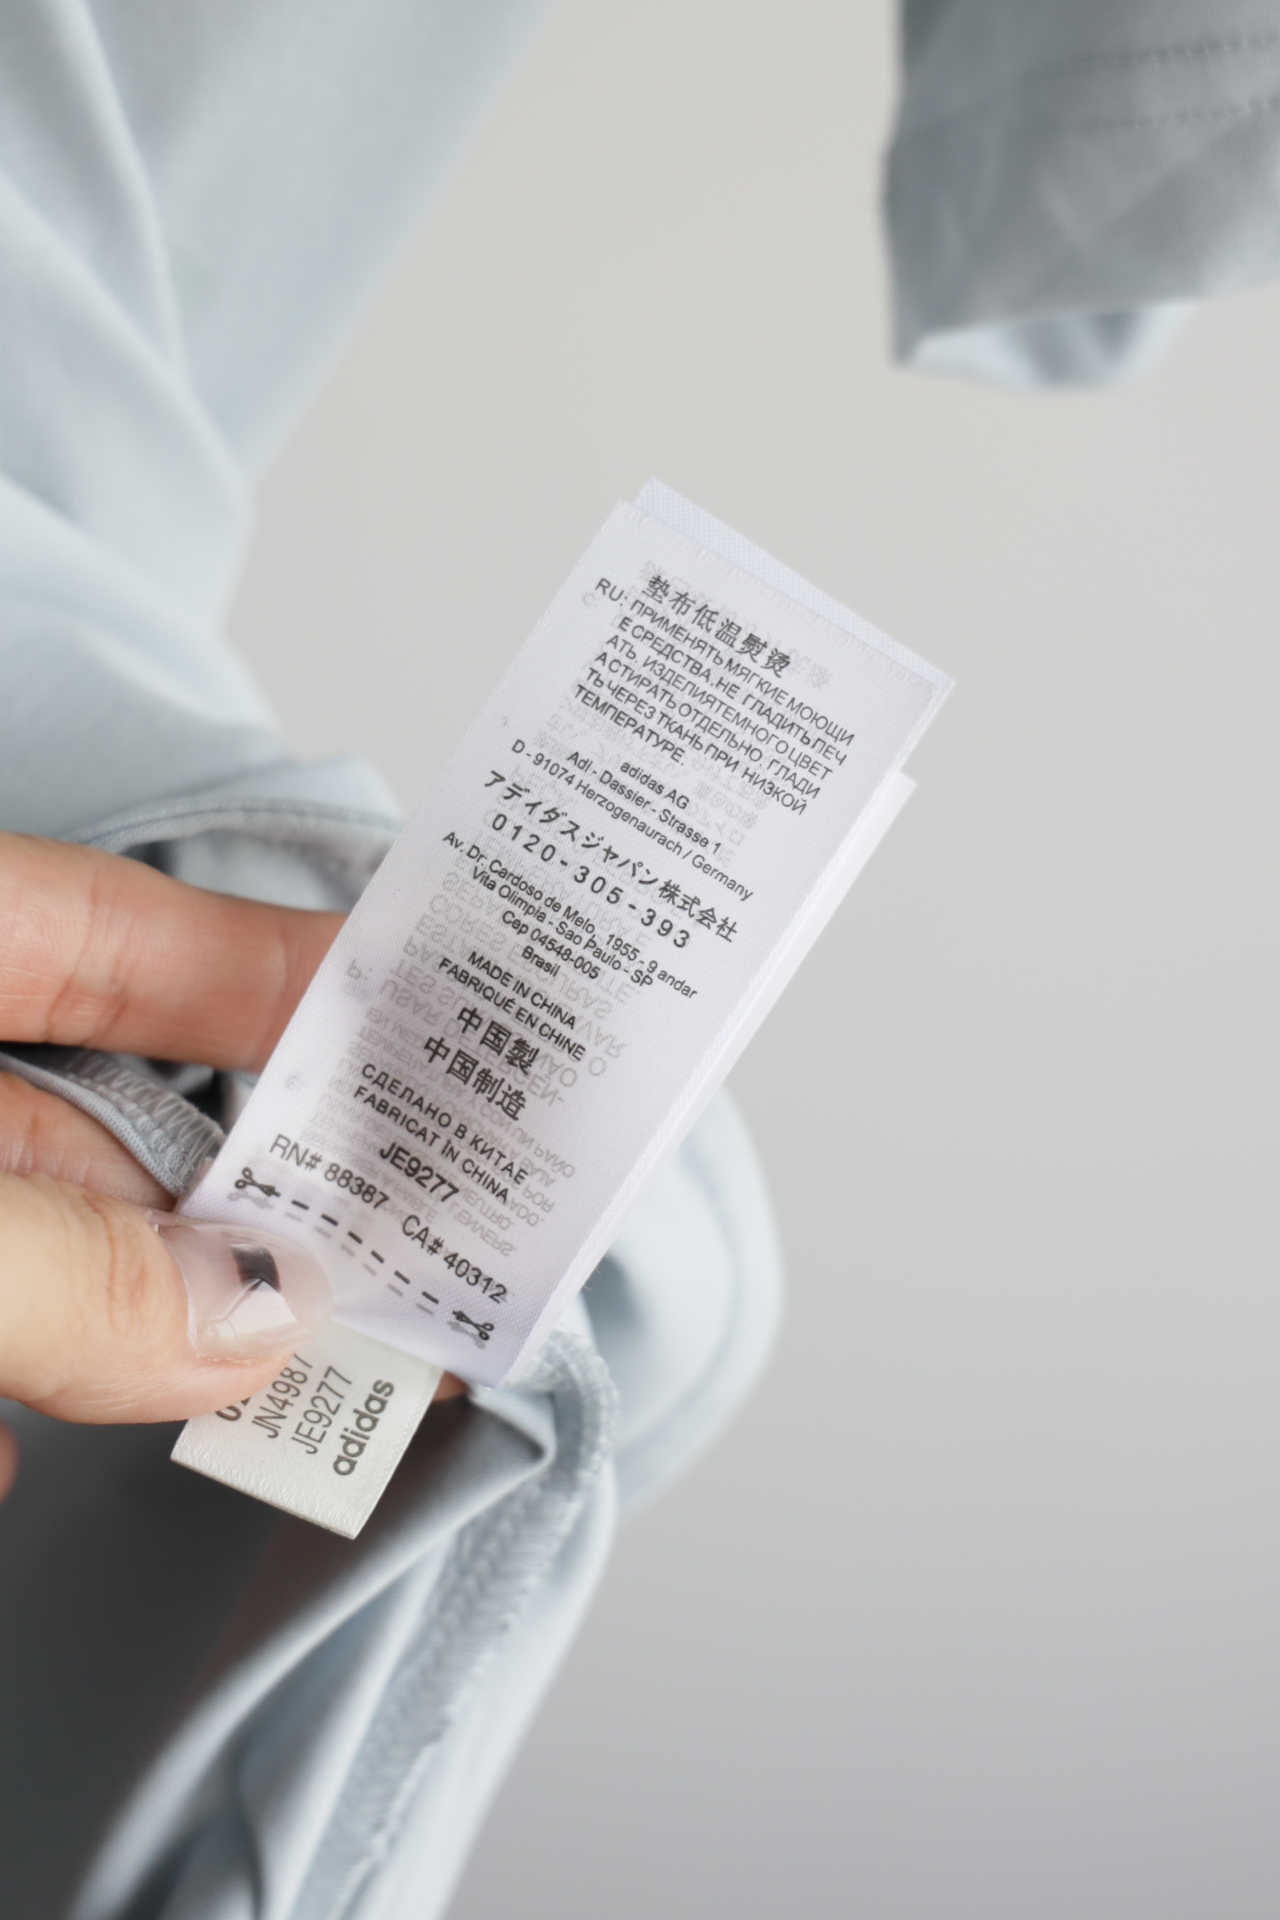 垫布低温熨烫
RU: ПРИМЕНЯТЬ МЯГКИЕ МОЮЩИ
Е СРЕДСТВА. НЕ ГЛАДИТЬ ПЕЧ
АТЬ. ИЗДЕЛИЯ ТЕМНОГО ЦВЕТ
А СТИРАТЬ ОТДЕЛЬНО. ГЛАДИ
ТЬ ЧЕРЕЗ ТКАНЬ ПРИ НИЗКОЙ
ТЕМПЕРАТУРЕ.
adidas AG
Adi - Dassler - Strasse 1
D - 91074 Herzogenaurach / Germany
アディダスジャパン株式会社
0120-305-393
Av. Dr. Cardoso de Melo, 1955 - 9 andar
Vila Olimpia - Sao Paulo - SP
Cep 04548-005
Brasil
MADE IN CHINA
FABRIQUÉ EN CHINE
中国製
中国制造
СДЕЛАНО В КИТАЕ
FABRICAT ÎN CHINA
JE9277
RN# 88387 CA# 40312
JN4987
JE9277
adidas